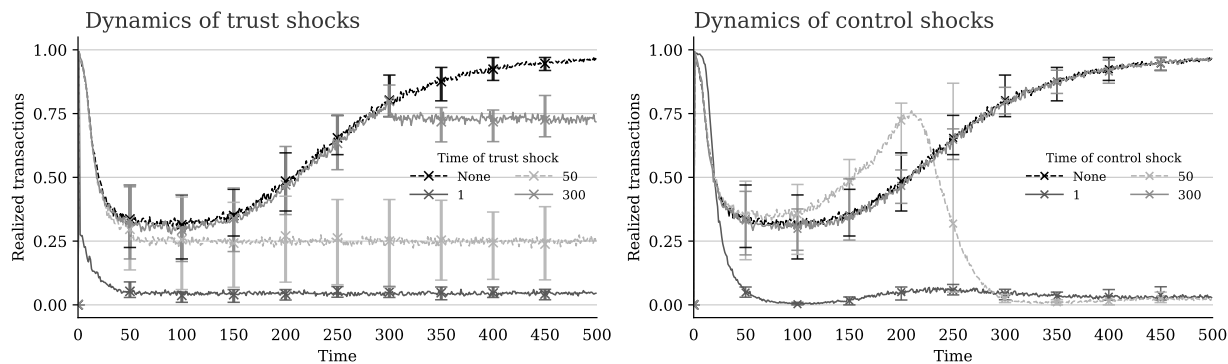 Dynamics of trust shocks
1.00
0.75
0.50
0.25
0.00
Realized transactions
Time of trust shock
None 50
1 300
0 50 100 150 200 250 300 350 400 450 500
Time
Dynamics of control shocks
1.00
0.75
0.50
0.25
0.00
Realized transactions
Time of control shock
None 50
1 300
0 50 100 150 200 250 300 350 400 450 500
Time